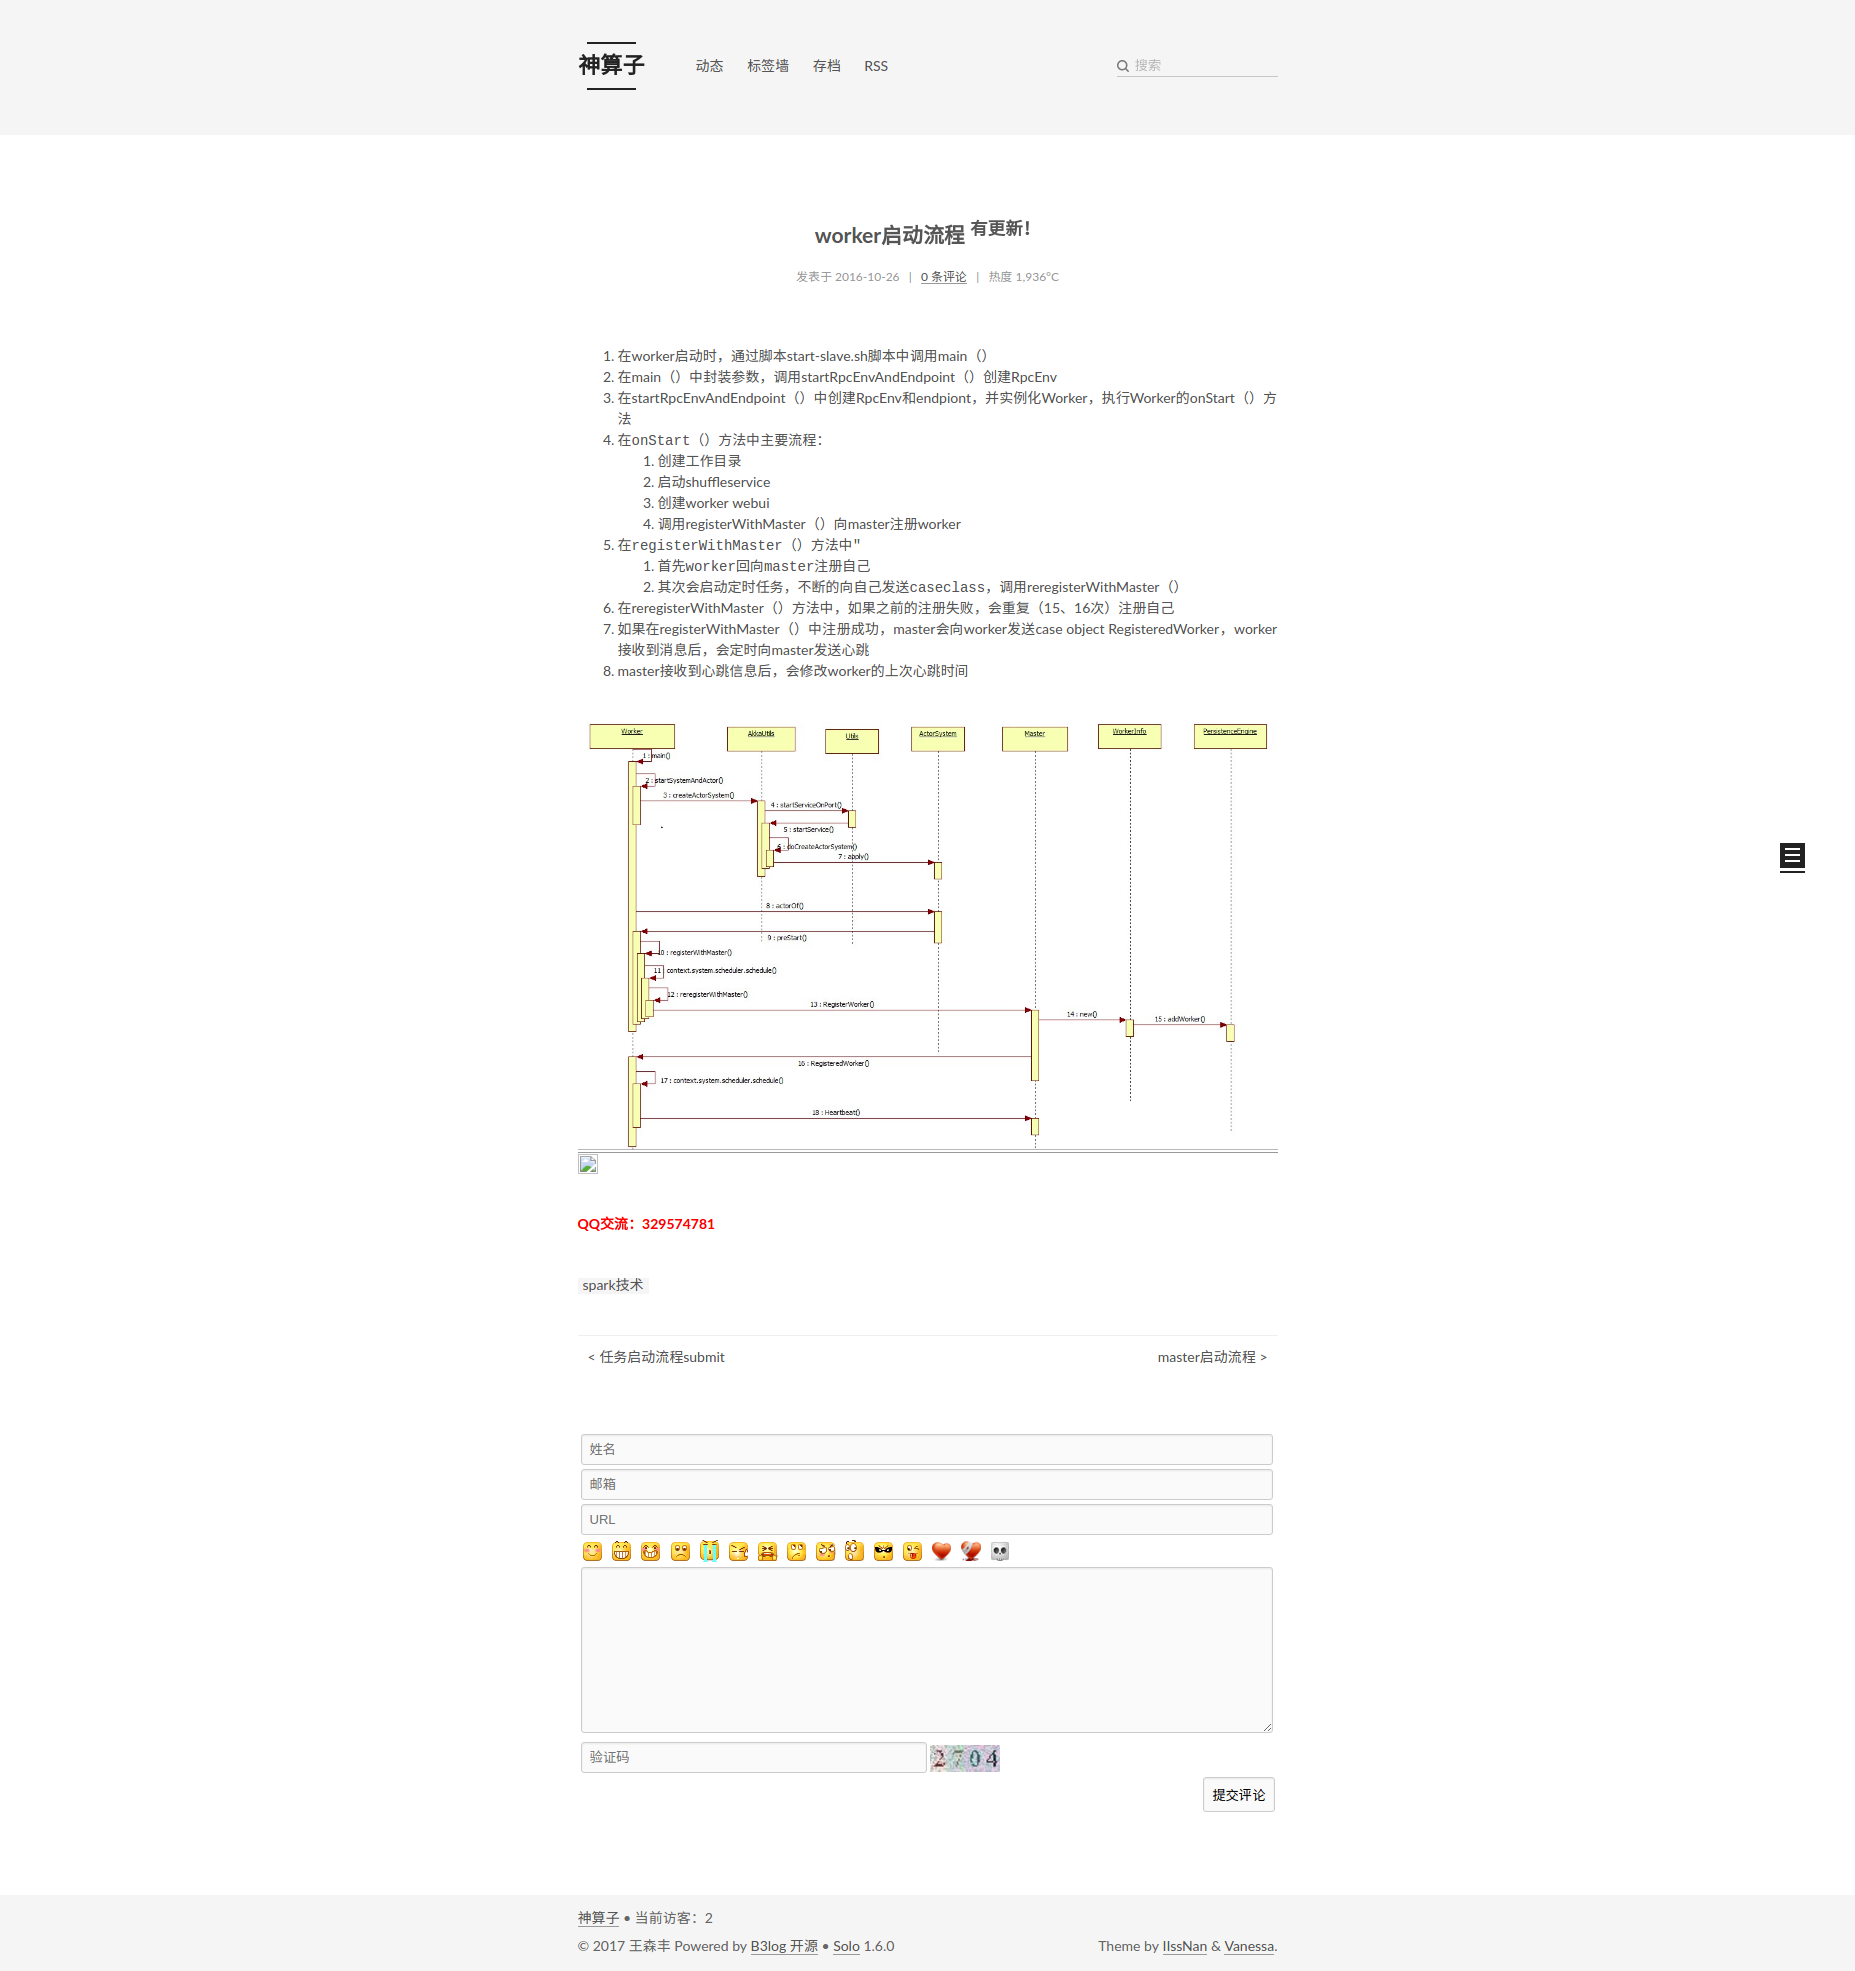 神算子
动态 标签墙 存档 RSS
搜索
worker启动流程 有更新！
发表于 2016-10-26 | 0 条评论 | 热度 1,936°C
1. 在worker启动时，通过脚本start-slave.sh脚本中调用main（）
2. 在main（）中封装参数，调用startRpcEnvAndEndpoint（）创建RpcEnv
3. 在startRpcEnvAndEndpoint（）中创建RpcEnv和endpiont，并实例化Worker，执行Worker的onStart（）方
法
4. 在onStart（）方法中主要流程：
1. 创建工作目录
2. 启动shuffleservice
3. 创建worker webui
4. 调用registerWithMaster（）向master注册worker
5. 在registerWithMaster（）方法中"
1. 首先worker回向master注册自己
2. 其次会启动定时任务，不断的向自己发送caseclass，调用reregisterWithMaster（）
6. 在reregisterWithMaster（）方法中，如果之前的注册失败，会重复（15、16次）注册自己
7. 如果在registerWithMaster（）中注册成功，master会向worker发送case object RegisteredWorker，worker
接收到消息后，会定时向master发送心跳
8. master接收到心跳信息后，会修改worker的上次心跳时间
Worker AkkaUtils Utils ActorSystem Master WorkerInfo PersistenceEngine
1 : main()
2 : startSystemAndActor()
3 : createActorSystem()
4 : startServiceOnPort()
5 : startService()
6 : doCreateActorSystem()
7 : apply()
8 : actorOf()
9 : preStart()
10 : registerWithMaster()
11 context.system.scheduler.schedule()
12 : reregisterWithMaster()
13 : RegisterWorker()
14 : new()
15 : addWorker()
16 : RegisteredWorker()
17 : context.system.scheduler.schedule()
18 : Heartbeat()
QQ交流：329574781
spark技术
< 任务启动流程submit master启动流程 >
姓名
邮箱
URL
验证码 2704
提交评论
神算子 • 当前访客：2
© 2017 王森丰 Powered by B3log 开源 • Solo 1.6.0 Theme by IIssNan & Vanessa.